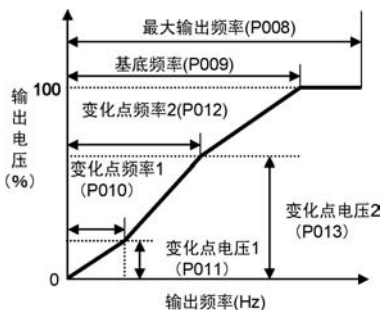 最大输出频率(P008)
基底频率(P009)
100
变化点频率2(P012)
输出电压(%)
变化点频率1
(P010)
变化点电压2
(P013)
变化点电压1
(P011)
0
输出频率(Hz)